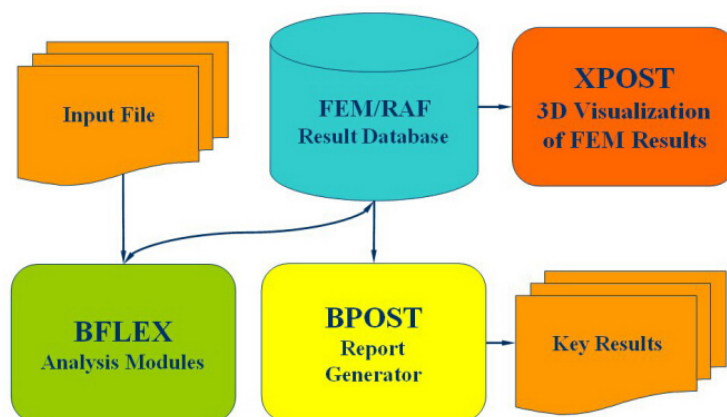 Input File
FEM/RAF
Result Database
XPOST
3D Visualization
of FEM Results
BFLEX
Analysis Modules
BPOST
Report
Generator
Key Results